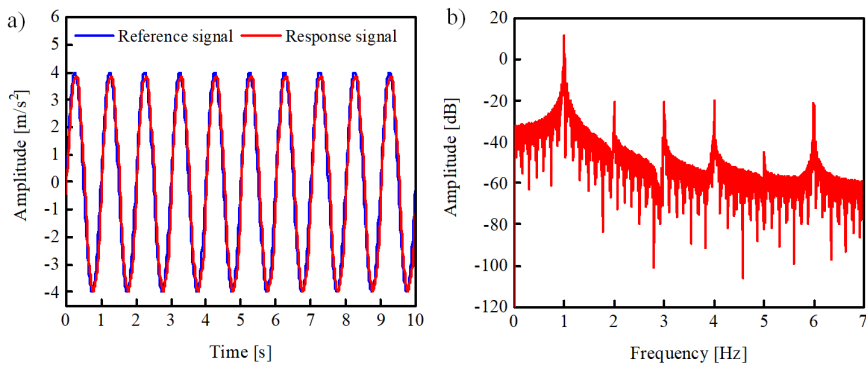 a)
Reference signal
Response signal
Amplitude [m/s²]
6
5
4
3
2
1
0
-1
-2
-3
-4
0 1 2 3 4 5 6 7 8 9 10
Time [s]
b)
Amplitude [dB]
20
0
-20
-40
-60
-80
-100
-120
0 1 2 3 4 5 6 7
Frequency [Hz]